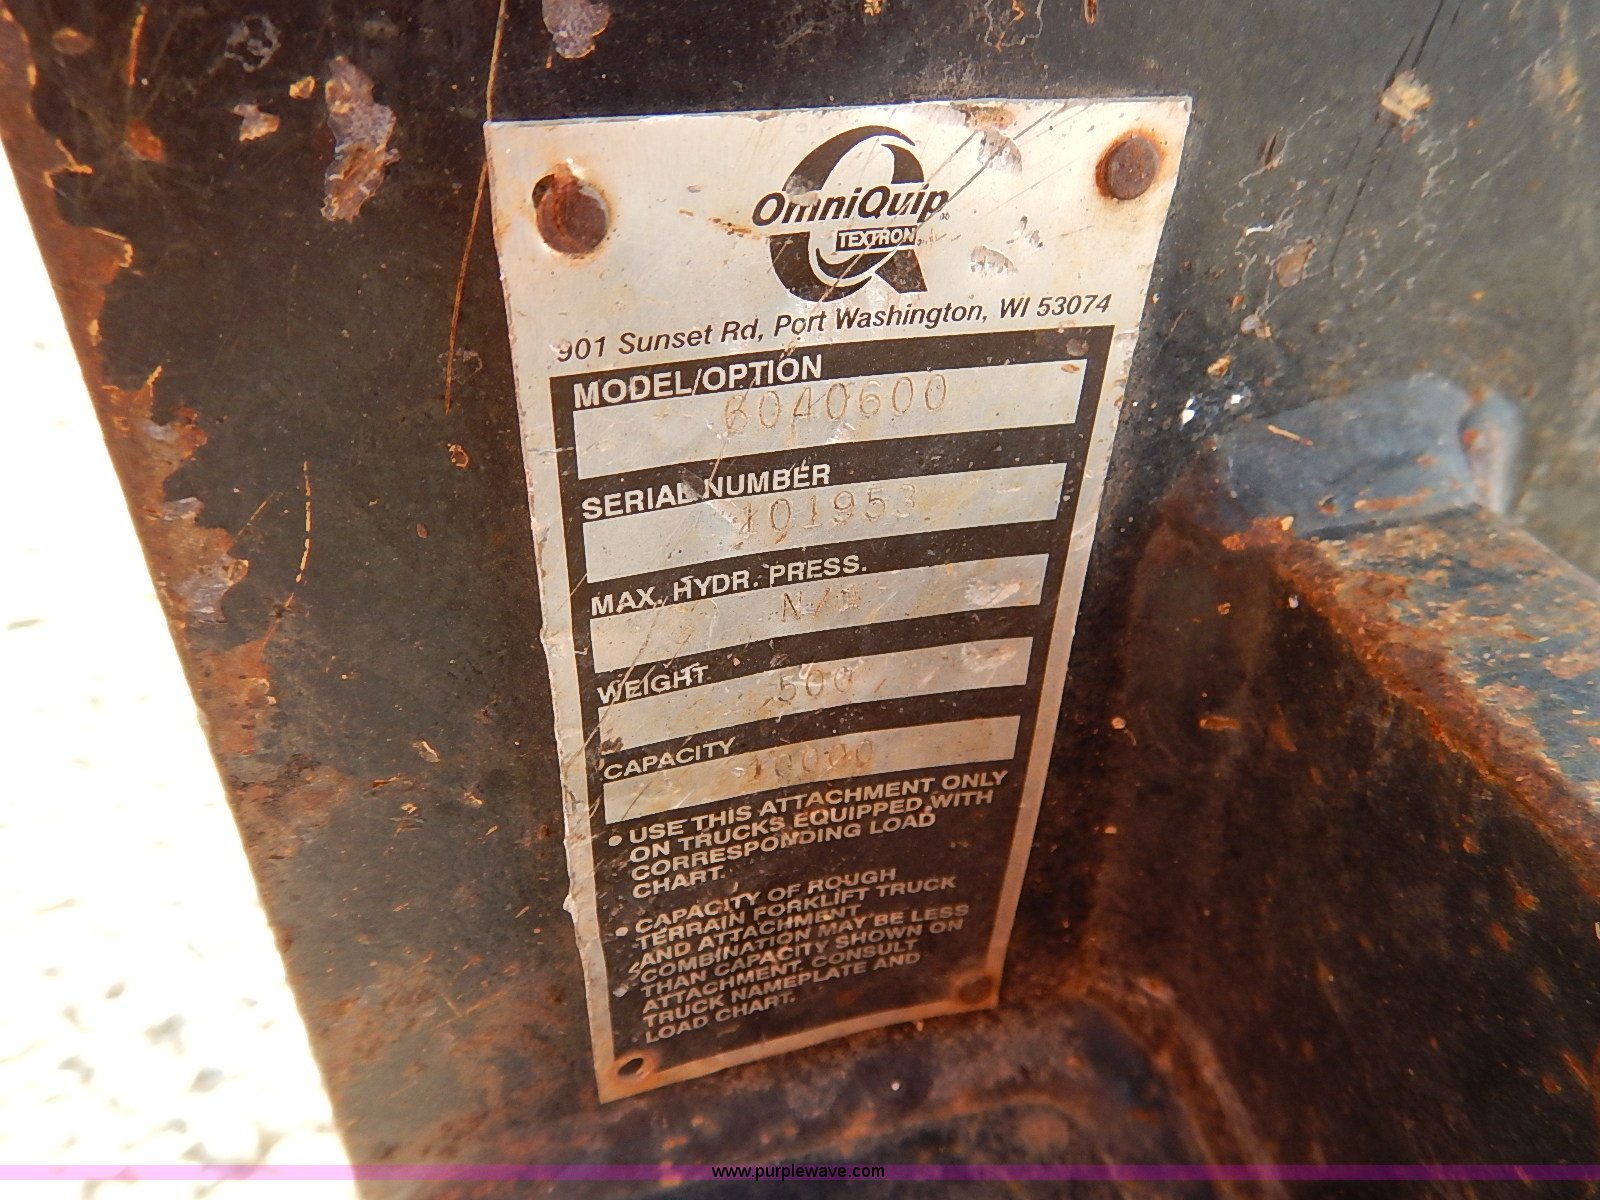 OmniQuip
TEXTRON
901 Sunset Rd, Port Washington, WI 53074
MODEL/OPTION
6040600
SERIAL NUMBER
101953
MAX. HYDR. PRESS.
N/A
WEIGHT
500
CAPACITY
10000
• USE THIS ATTACHMENT ONLY
ON TRUCKS EQUIPPED WITH
CORRESPONDING LOAD
CHART.
• CAPACITY OF ROUGH
TERRAIN FORKLIFT TRUCK
AND ATTACHMENT
COMBINATION MAY BE LESS
THAN CAPACITY SHOWN ON
ATTACHMENT. CONSULT
TRUCK NAMEPLATE AND
LOAD CHART.
www.purplewave.com